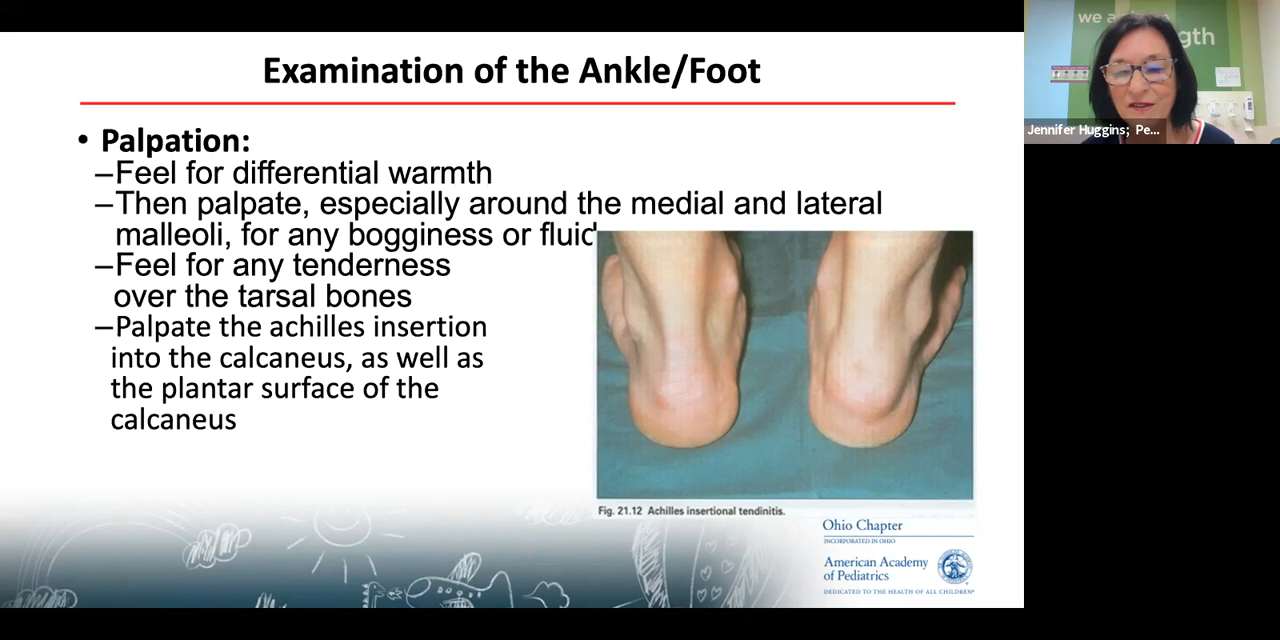 Examination of the Ankle/Foot
• Palpation:
–Feel for differential warmth
–Then palpate, especially around the medial and lateral
malleoli, for any bogginess or fluid
–Feel for any tenderness
over the tarsal bones
–Palpate the achilles insertion
into the calcaneus, as well as
the plantar surface of the
calcaneus
Fig. 21.12 Achilles insertional tendinitis.
Ohio Chapter
INCORPORATED IN OHIO
American Academy
of Pediatrics
DEDICATED TO THE HEALTH OF ALL CHILDREN®
we a
gth
Jennifer Huggins; Pe...